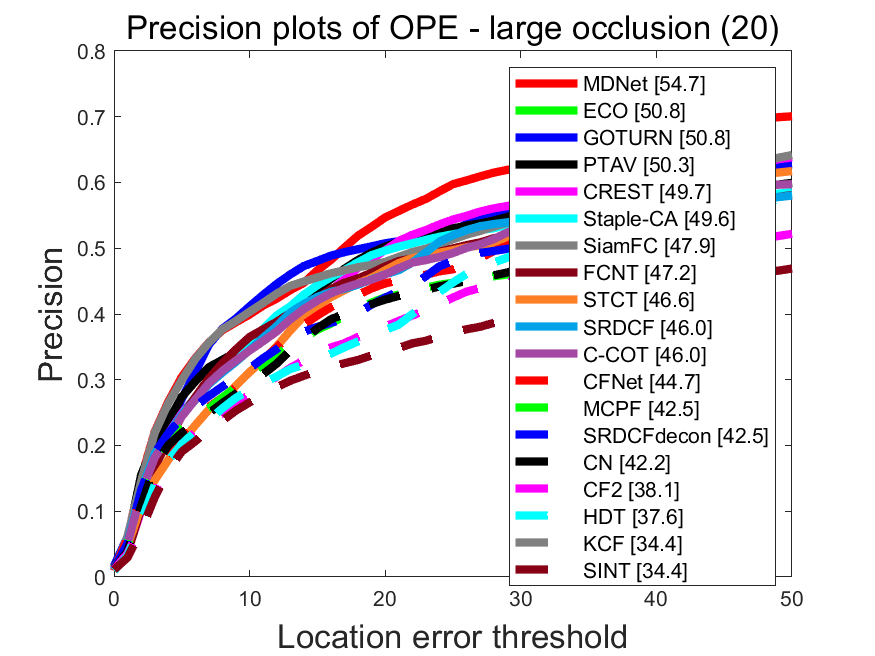 Precision plots of OPE - large occlusion (20)
0.8
0.7
0.6
0.5
0.4
0.3
0.2
0.1
0
Precision
MDNet [54.7]
ECO [50.8]
GOTURN [50.8]
PTAV [50.3]
CREST [49.7]
Staple-CA [49.6]
SiamFC [47.9]
FCNT [47.2]
STCT [46.6]
SRDCF [46.0]
C-COT [46.0]
CFNet [44.7]
MCPF [42.5]
SRDCFdecon [42.5]
CN [42.2]
CF2 [38.1]
HDT [37.6]
KCF [34.4]
SINT [34.4]
0 10 20 30 40 50
Location error threshold